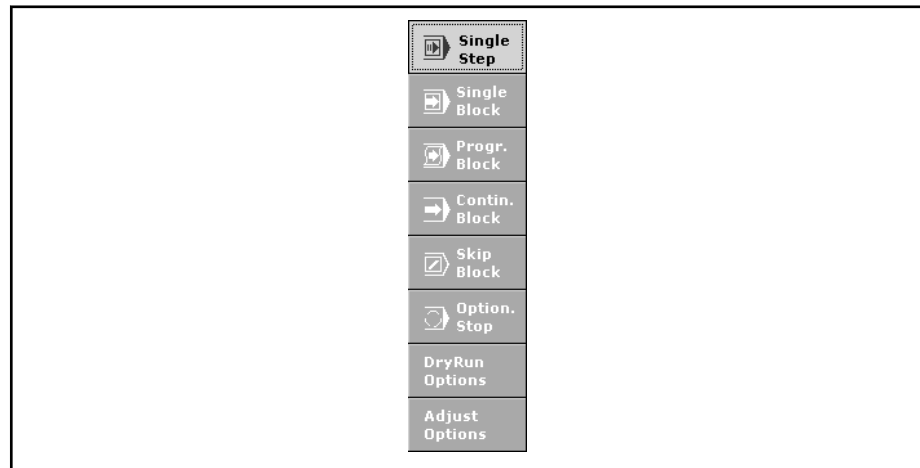 Single
Step
Single
Block
Progr.
Block
Contin.
Block
Skip
Block
Option.
Stop
DryRun
Options
Adjust
Options